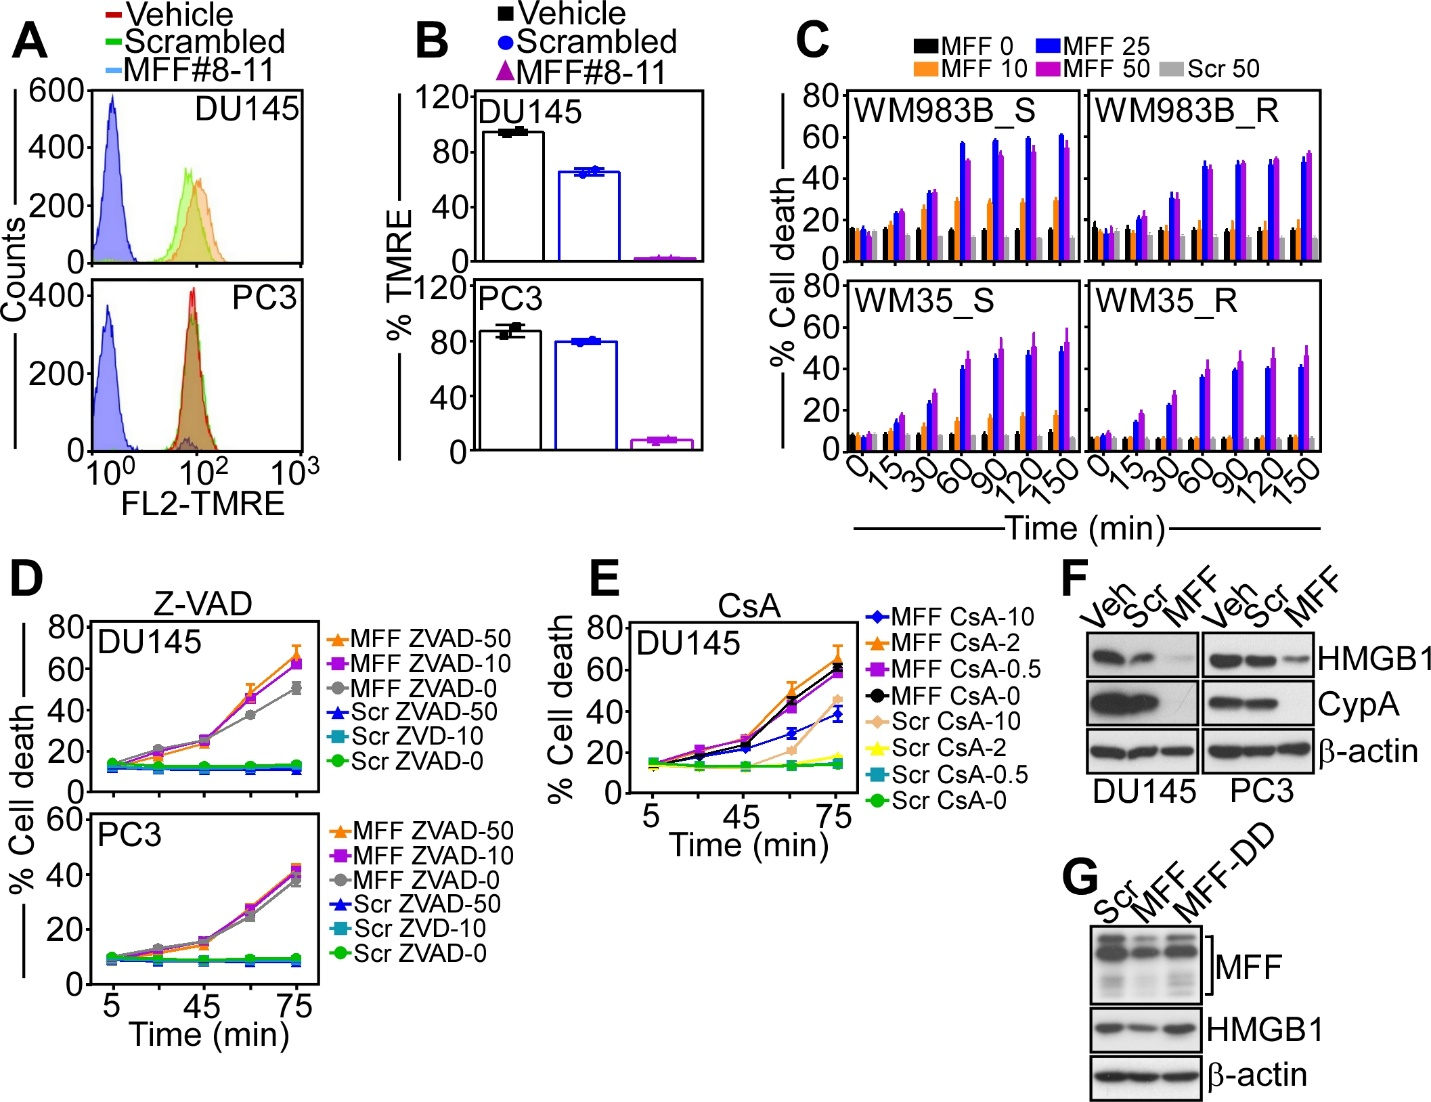 A
Vehicle
Scrambled
MFF#8-11
Counts
600
400
200
0
DU145
400
200
0
PC3
10⁰ 10² 10³
FL2-TMRE
B
Vehicle
Scrambled
MFF#8-11
% TMRE
120
80
40
0
DU145
120
80
40
0
PC3
C
MFF 0 MFF 25
MFF 10 MFF 50 Scr 50
% Cell death
80
60
40
20
0
WM983B_S WM983B_R
% Cell death
80
60
40
20
0
WM35_S WM35_R
0 15 30 60 90 120 150 0 15 30 60 90 120 150
Time (min)
D
Z-VAD
% Cell death
80
60
40
20
0
DU145
MFF ZVAD-50
MFF ZVAD-10
MFF ZVAD-0
Scr ZVAD-50
Scr ZVD-10
Scr ZVAD-0
60
40
20
0
PC3
MFF ZVAD-50
MFF ZVAD-10
MFF ZVAD-0
Scr ZVAD-50
Scr ZVD-10
Scr ZVAD-0
5 45 75
Time (min)
E
CsA
% Cell death
80
60
40
20
0
DU145
5 45 75
Time (min)
MFF CsA-10
MFF CsA-2
MFF CsA-0.5
MFF CsA-0
Scr CsA-10
Scr CsA-2
Scr CsA-0.5
Scr CsA-0
F
Veh Scr MFF Veh Scr MFF
HMGB1
CypA
β-actin
DU145 PC3
G
Scr MFF MFF-DD
MFF
HMGB1
β-actin